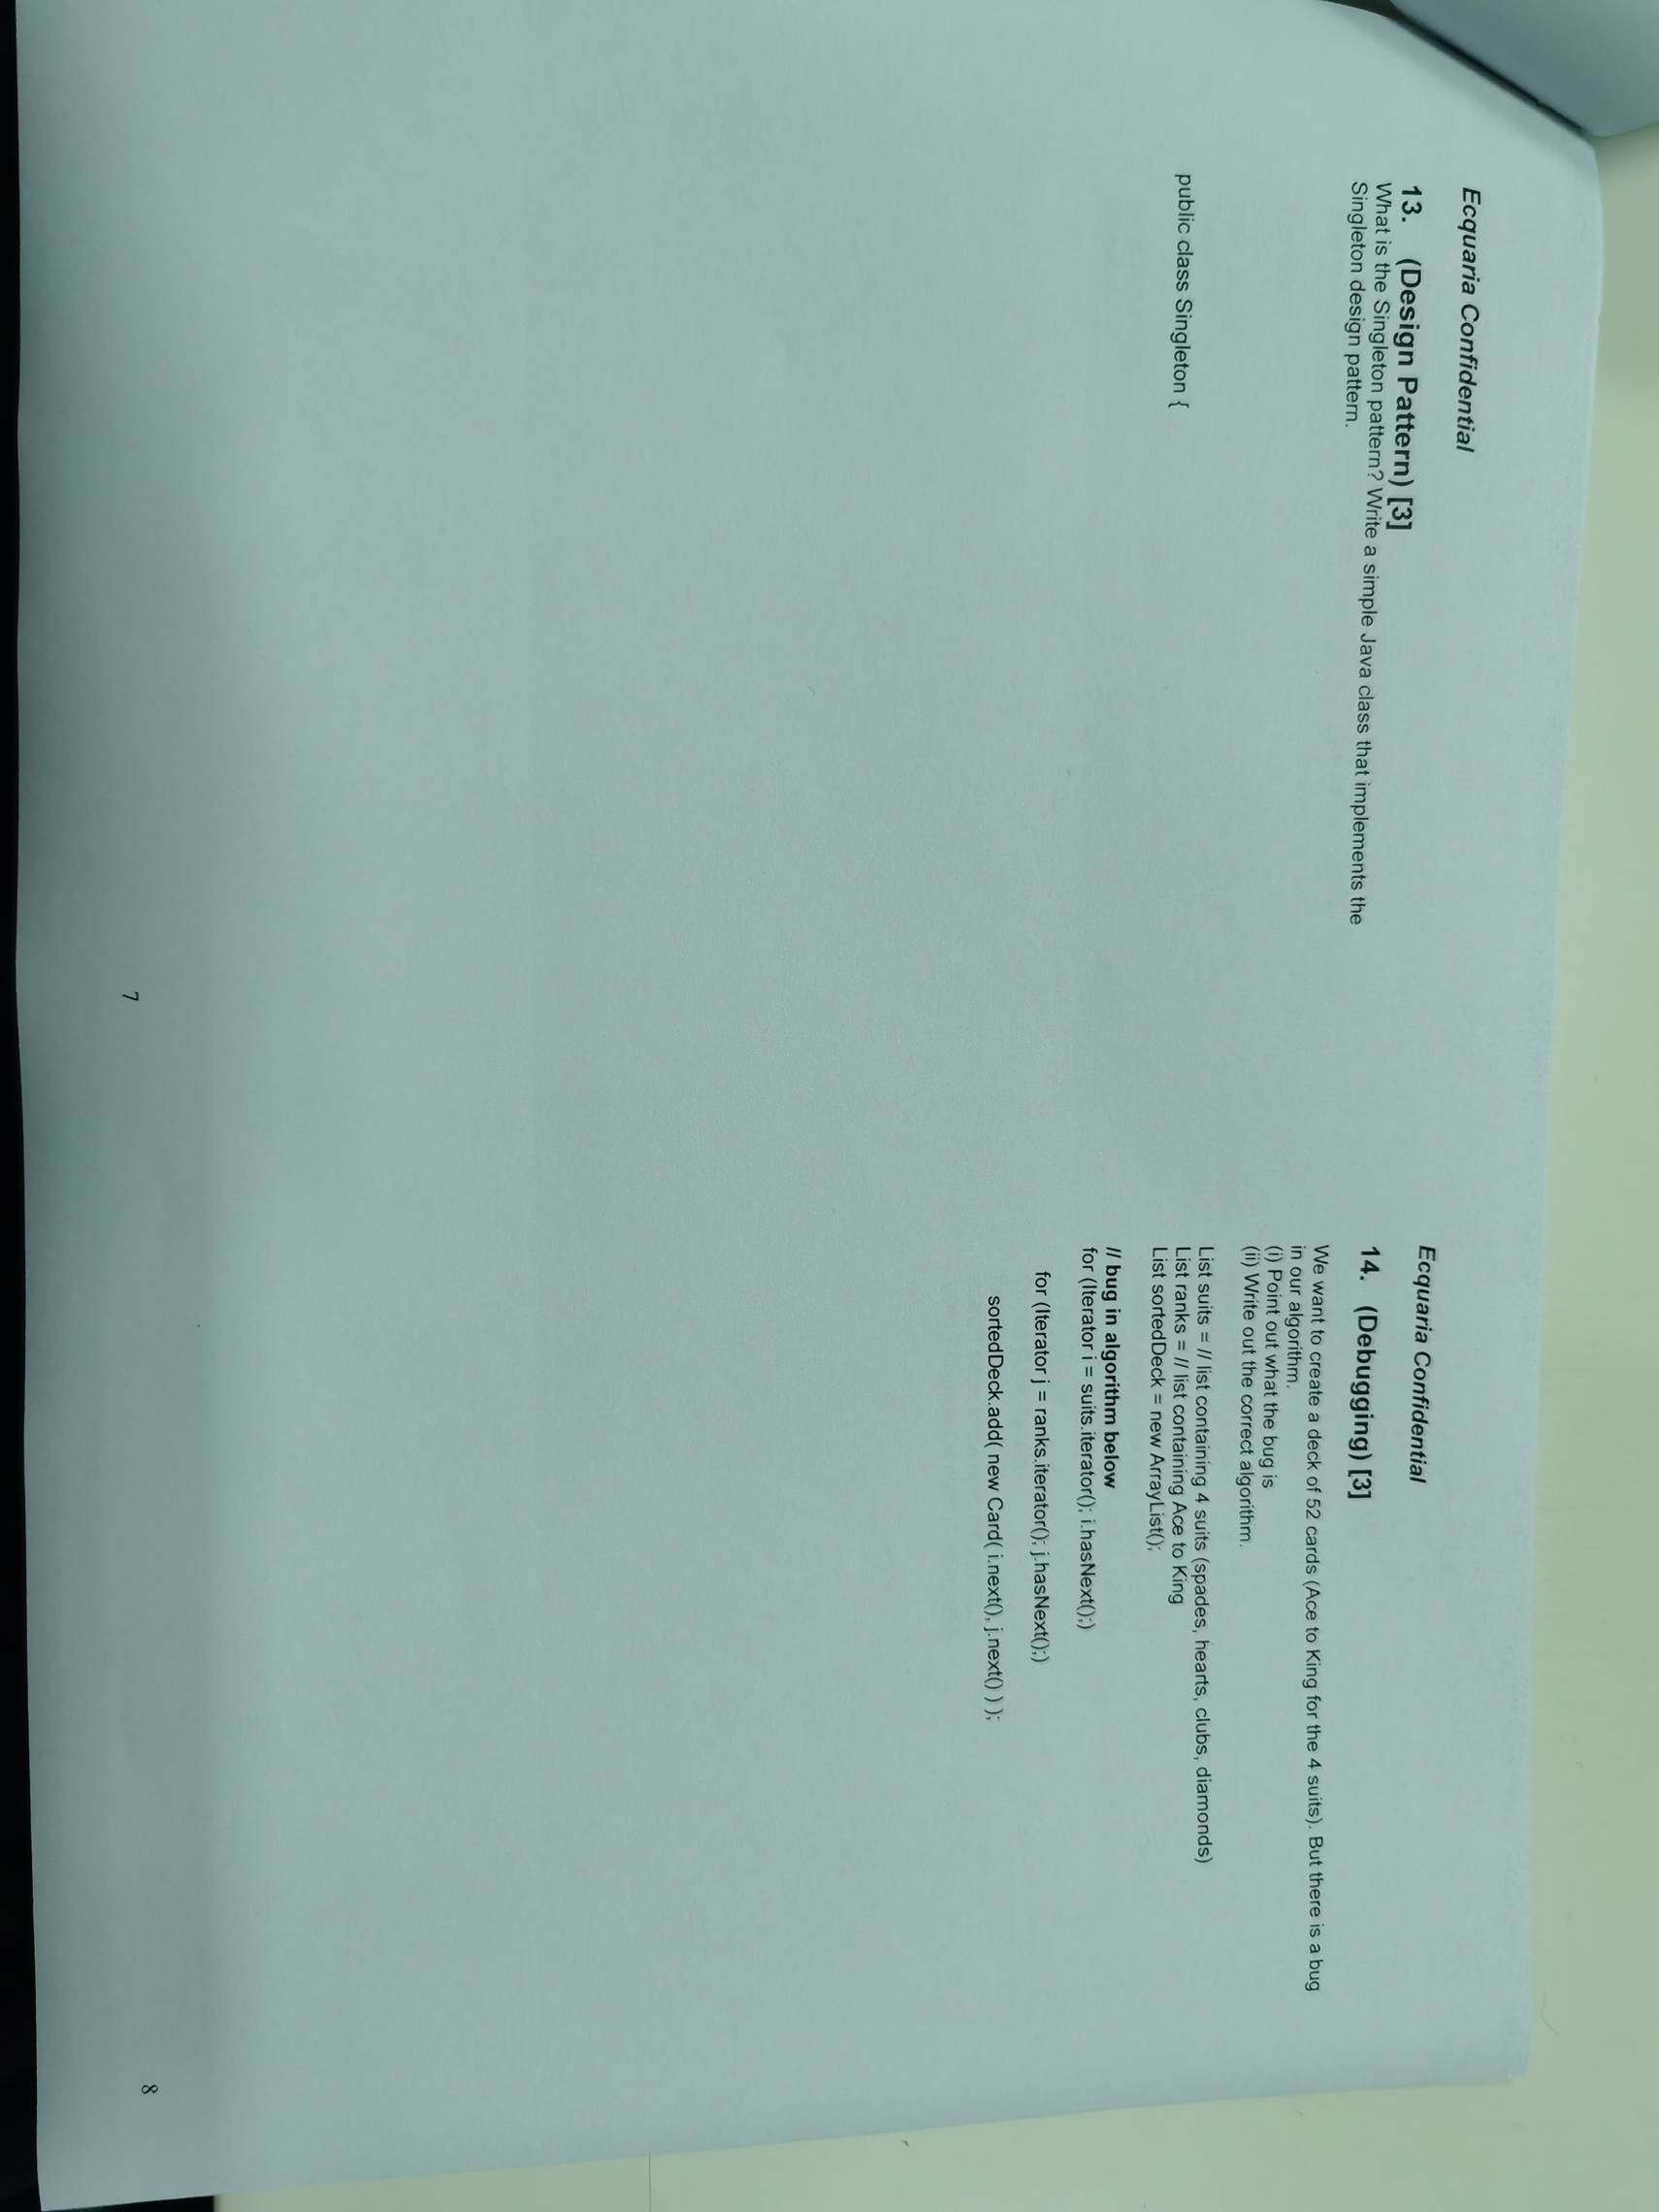 Ecquaria Confidential
13. (Design Pattern) [3]
What is the Singleton pattern? Write a simple Java class that implements the
Singleton design pattern.
public class Singleton {
7
Ecquaria Confidential
14. (Debugging) [3]
We want to create a deck of 52 cards (Ace to King for the 4 suits). But there is a bug
in our algorithm.
(i) Point out what the bug is
(ii) Write out the correct algorithm.
List suits = // list containing 4 suits (spades, hearts, clubs, diamonds)
List ranks = // list containing Ace to King
List sortedDeck = new ArrayList();
// bug in algorithm below
for (Iterator i = suits.iterator(); i.hasNext();)
for (Iterator j = ranks.iterator(); j.hasNext();)
sortedDeck.add( new Card( i.next(), j.next() ) );
8